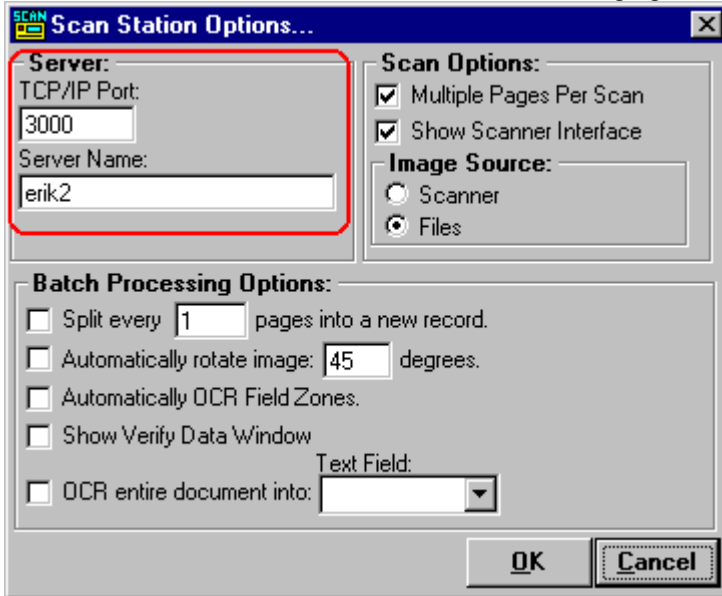 SCAN Scan Station Options...
Server:
TCP/IP Port:
3000
Server Name:
erik2
Scan Options:
Multiple Pages Per Scan
Show Scanner Interface
Image Source:
Scanner
Files
Batch Processing Options:
Split every 1 pages into a new record.
Automatically rotate image: 45 degrees.
Automatically OCR Field Zones.
Show Verify Data Window
Text Field:
OCR entire document into:
OK Cancel